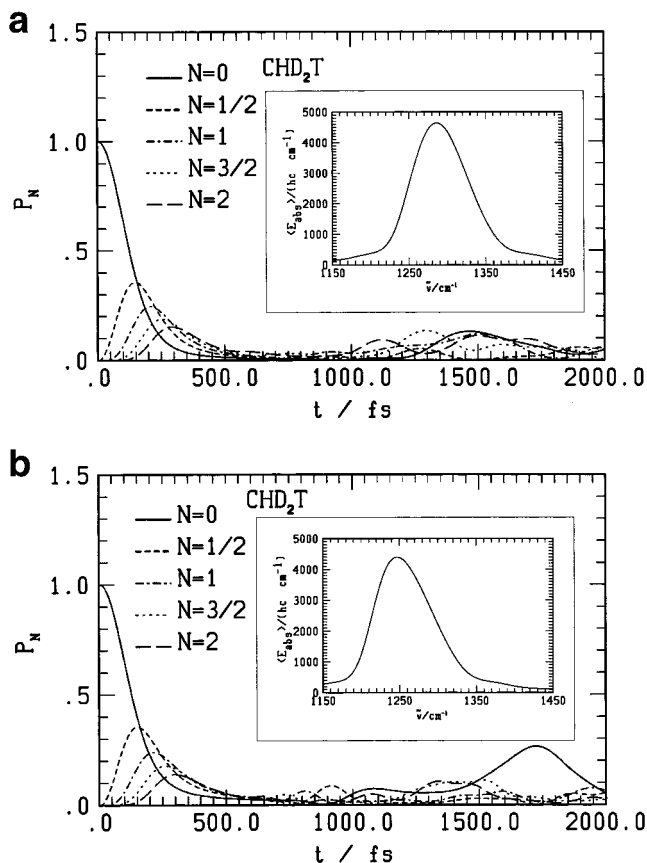 a
1.5
1.0
.5
.0
P_N
N=0
N=1/2
N=1
N=3/2
N=2
CHD₂T
5000
4000
3000
2000
1000
0
⟨E_abs⟩/(hc cm⁻¹)
1150 1250 1350 1450
ν̃/cm⁻¹
.0 500.0 1000.0 1500.0 2000.0
t / fs
b
1.5
1.0
.5
.0
P_N
N=0
N=1/2
N=1
N=3/2
N=2
CHD₂T
5000
4000
3000
2000
1000
0
⟨E_abs⟩/(hc cm⁻¹)
1150 1250 1350 1450
ν̃/cm⁻¹
.0 500.0 1000.0 1500.0 2000.0
t / fs